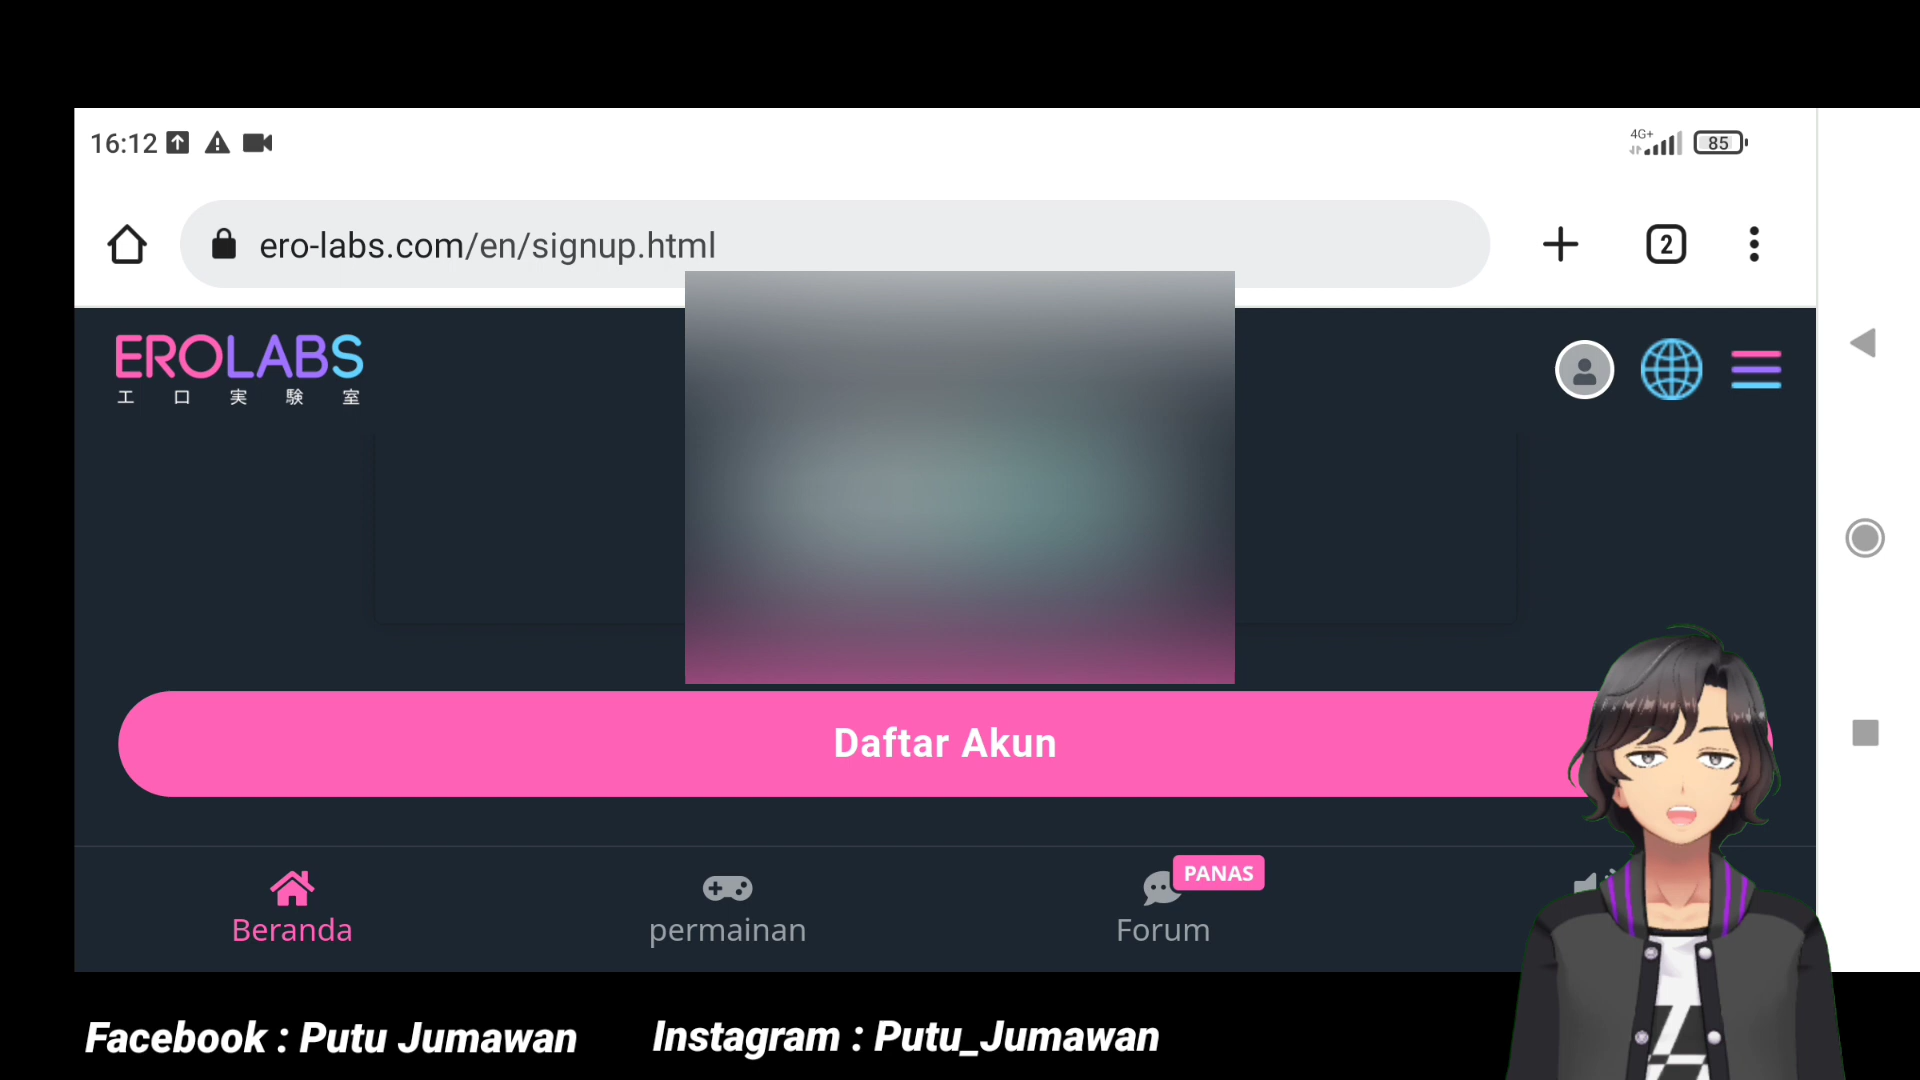 16:12
4G+
85
ero-labs.com/en/signup.html
2
EROLABS
エロ実験室
Daftar Akun
PANAS
Beranda
permainan
Forum
Facebook : Putu Jumawan
Instagram : Putu_Jumawan